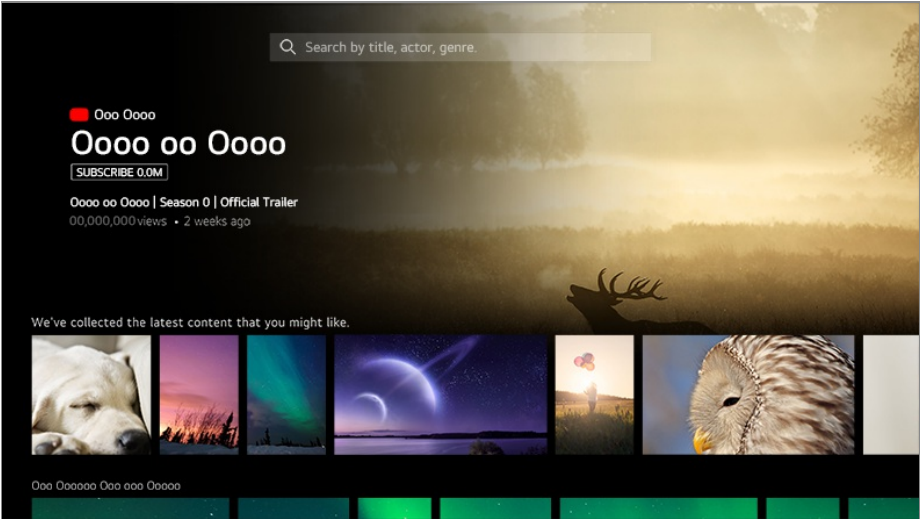 Search by title, actor, genre.
Ooo Oooo
Oooo oo Oooo
SUBSCRIBE 0.0M
Oooo oo Oooo | Season 0 | Official Trailer
00,000,000 views • 2 weeks ago
We've collected the latest content that you might like.
Ooo Oooooo Ooo ooo Ooooo